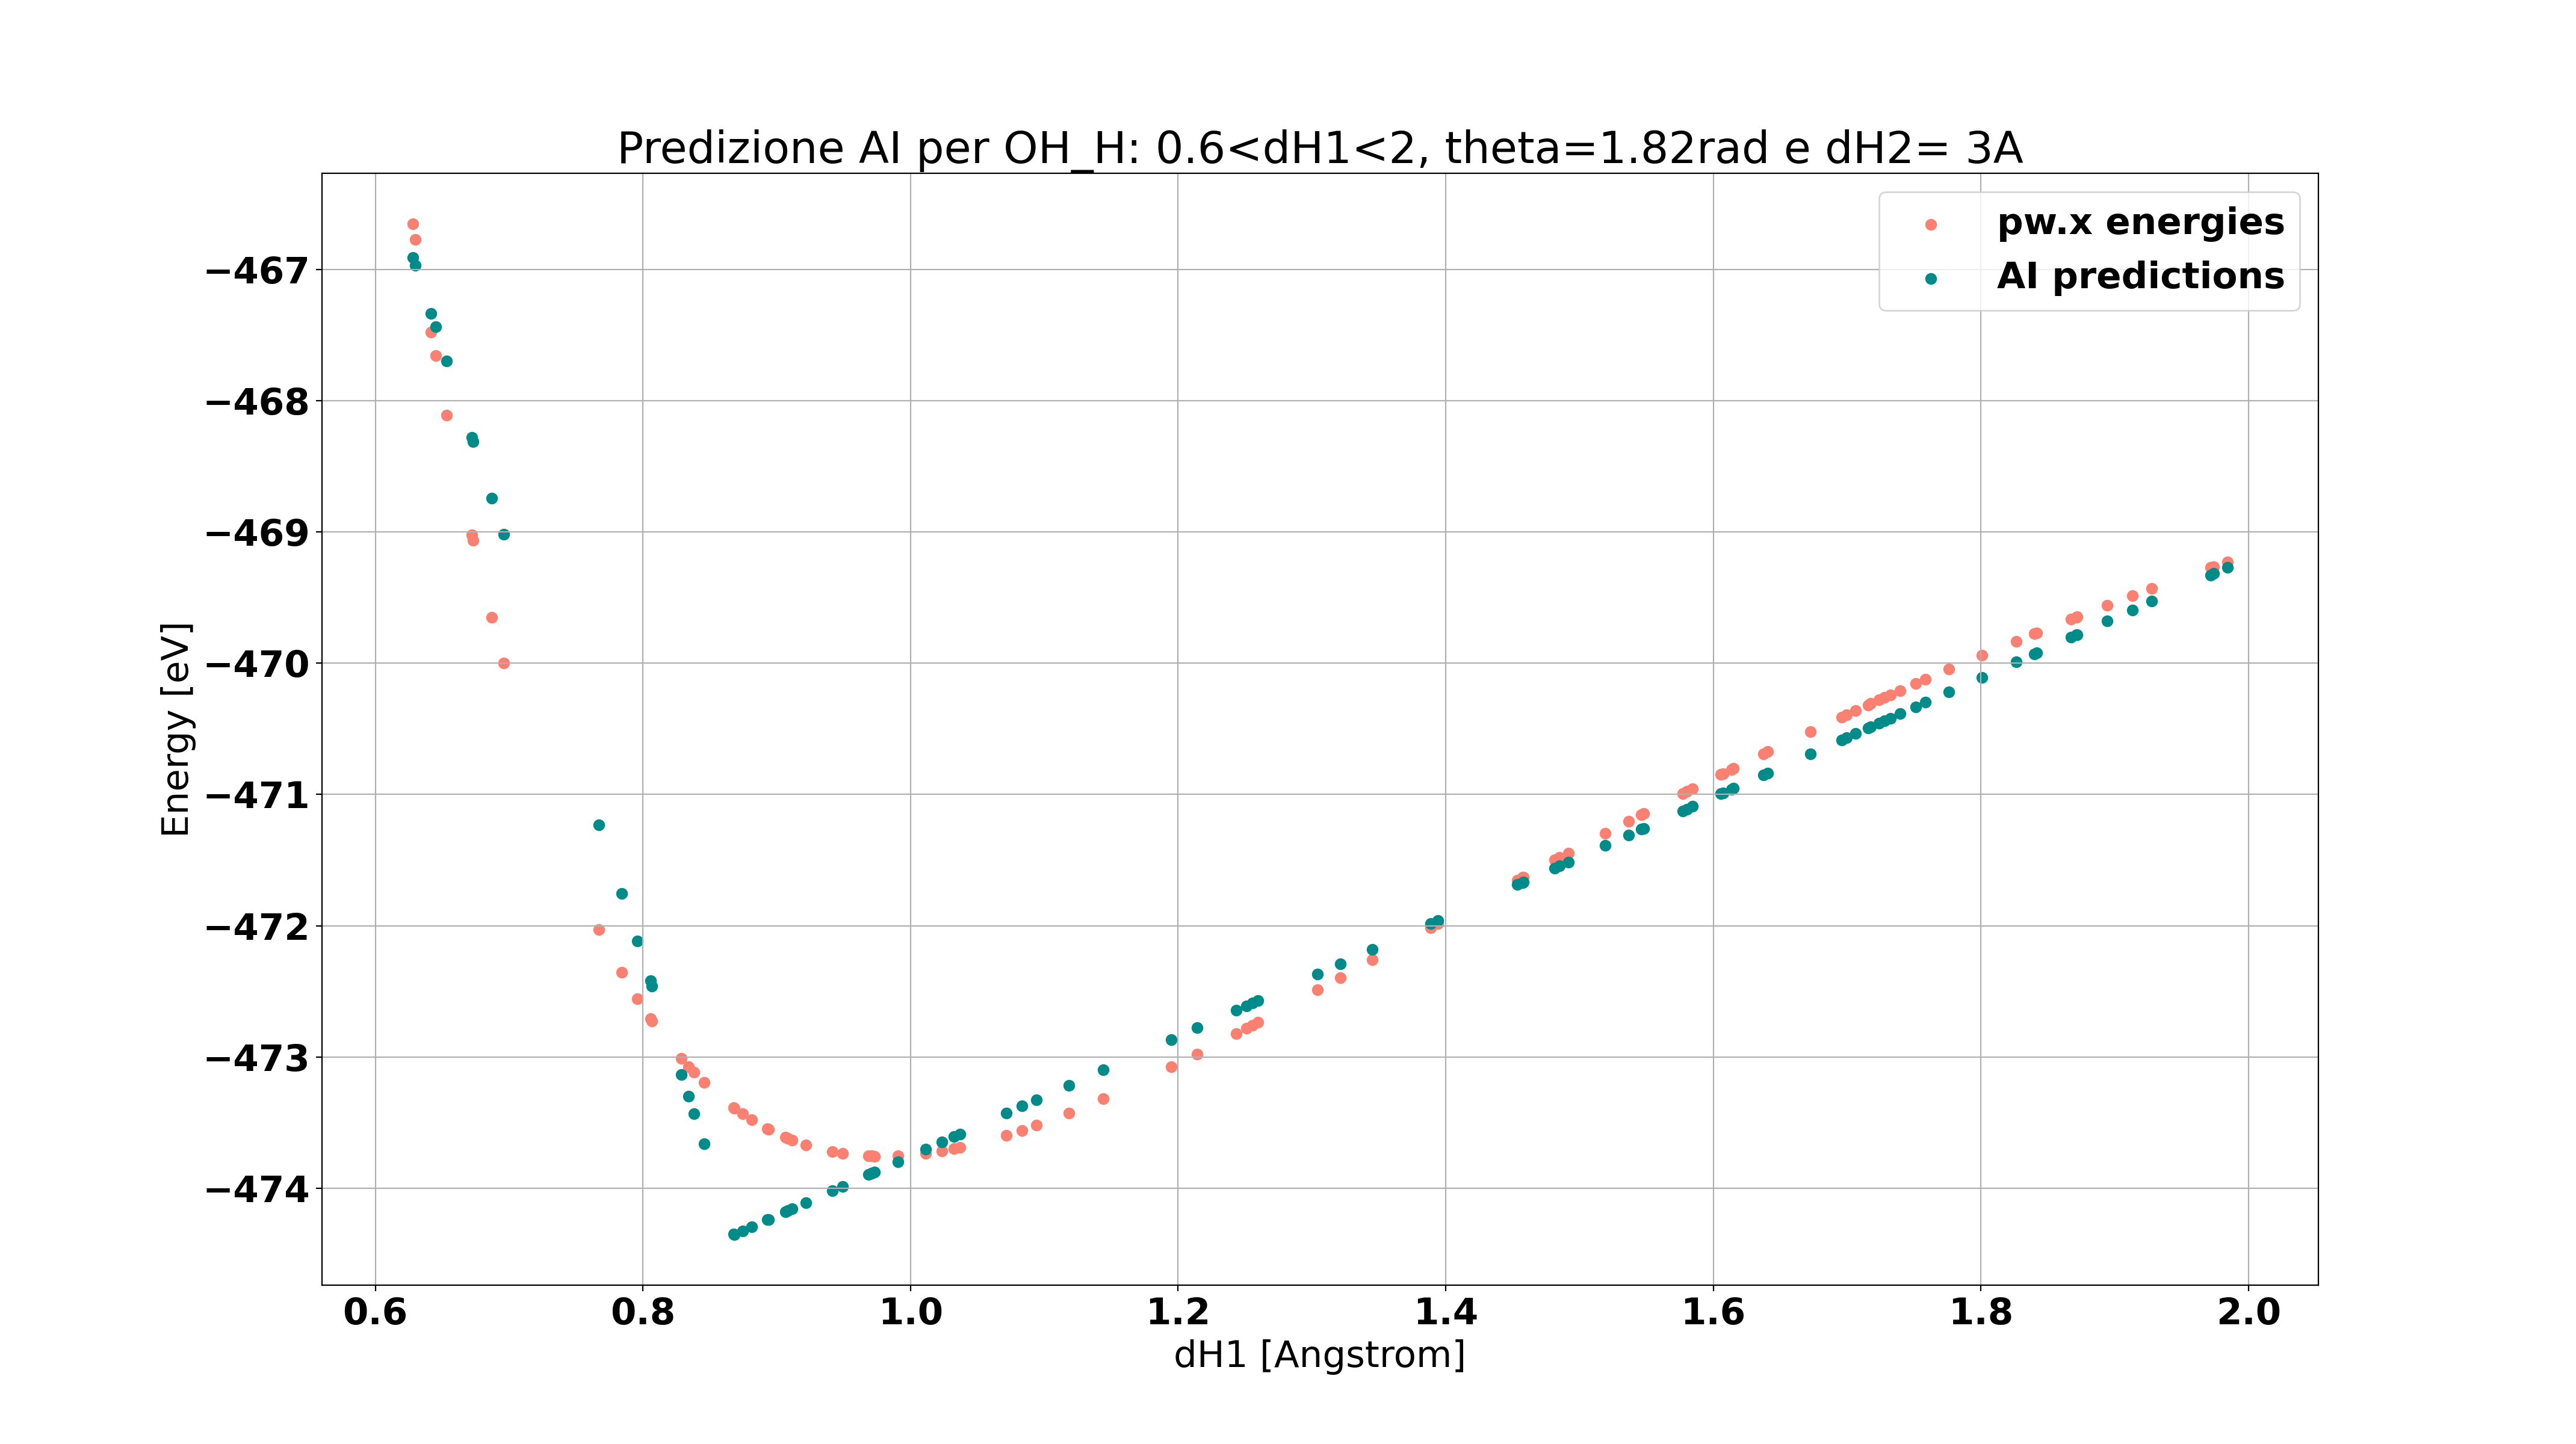 Predizione AI per OH_H: 0.6<dH1<2, theta=1.82rad e dH2= 3A
pw.x energies
AI predictions
−467
−468
−469
−470
−471
−472
−473
−474
Energy [eV]
0.6 0.8 1.0 1.2 1.4 1.6 1.8 2.0
dH1 [Angstrom]